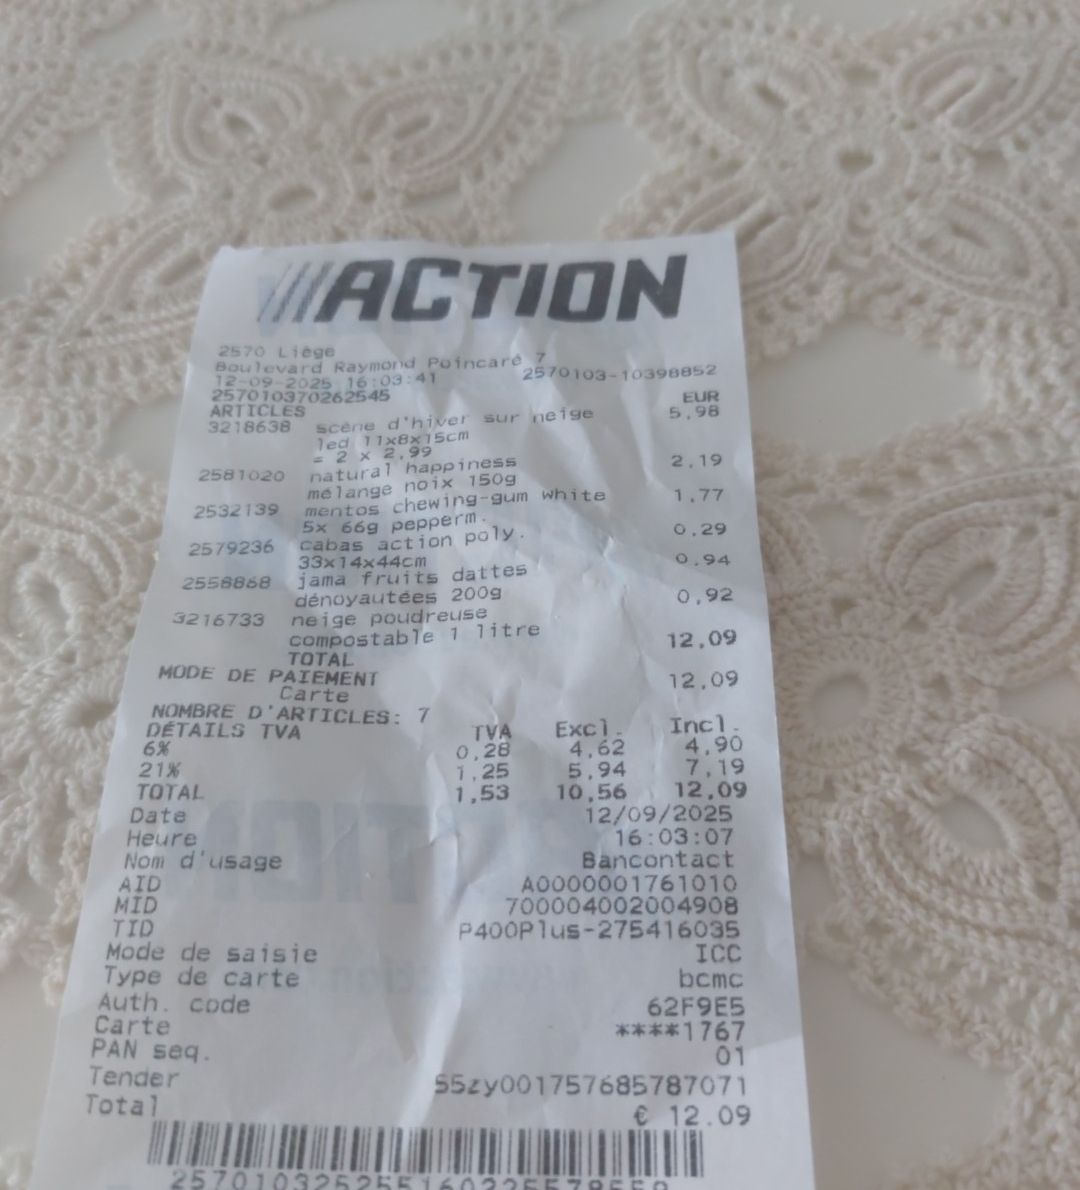 ACTION
2570 Liège
Boulevard Raymond Poincaré 7
12-09-2025 16:03:41 2570103-10398852
257010370262545
ARTICLES EUR
3218638 scène d'hiver sur neige 5,98
led 11x8x15cm
= 2 x 2,99
2581020 natural happiness 2,19
mélange noix 150g
2532139 mentos chewing-gum white 1,77
5x 66g pepperm.
2579236 cabas action poly. 0,29
33x14x44cm
2558868 jama fruits dattes 0,94
dénoyautées 200g
3216733 neige poudreuse 0,92
compostable 1 litre
TOTAL 12,09
MODE DE PAIEMENT
Carte 12,09
NOMBRE D'ARTICLES: 7
DÉTAILS TVA TVA Excl. Incl.
6% 0,28 4,62 4,90
21% 1,25 5,94 7,19
TOTAL 1,53 10,56 12,09
Date 12/09/2025
Heure 16:03:07
Nom d'usage Bancontact
AID A0000001761010
MID 700004002004908
TID P400Plus-275416035
Mode de saisie ICC
Type de carte bcmc
Auth. code 62F9E5
Carte ****1767
PAN seq. 01
Tender S5zy001757685787071
Total € 12.09